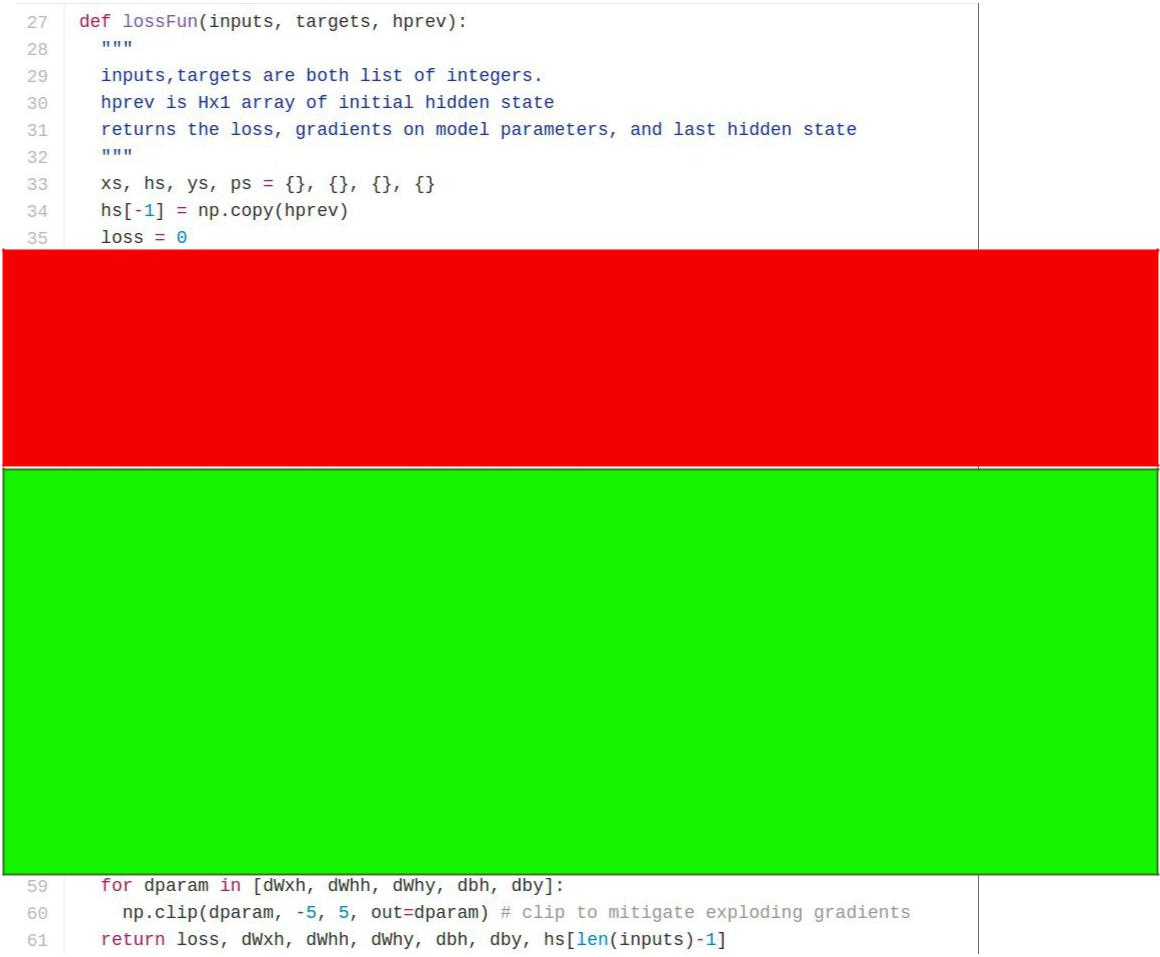 27 def lossFun(inputs, targets, hprev):
28 """
29 inputs,targets are both list of integers.
30 hprev is Hx1 array of initial hidden state
31 returns the loss, gradients on model parameters, and last hidden state
32 """
33 xs, hs, ys, ps = {}, {}, {}, {}
34 hs[-1] = np.copy(hprev)
35 loss = 0
59 for dparam in [dWxh, dWhh, dWhy, dbh, dby]:
60 np.clip(dparam, -5, 5, out=dparam) # clip to mitigate exploding gradients
61 return loss, dWxh, dWhh, dWhy, dbh, dby, hs[len(inputs)-1]